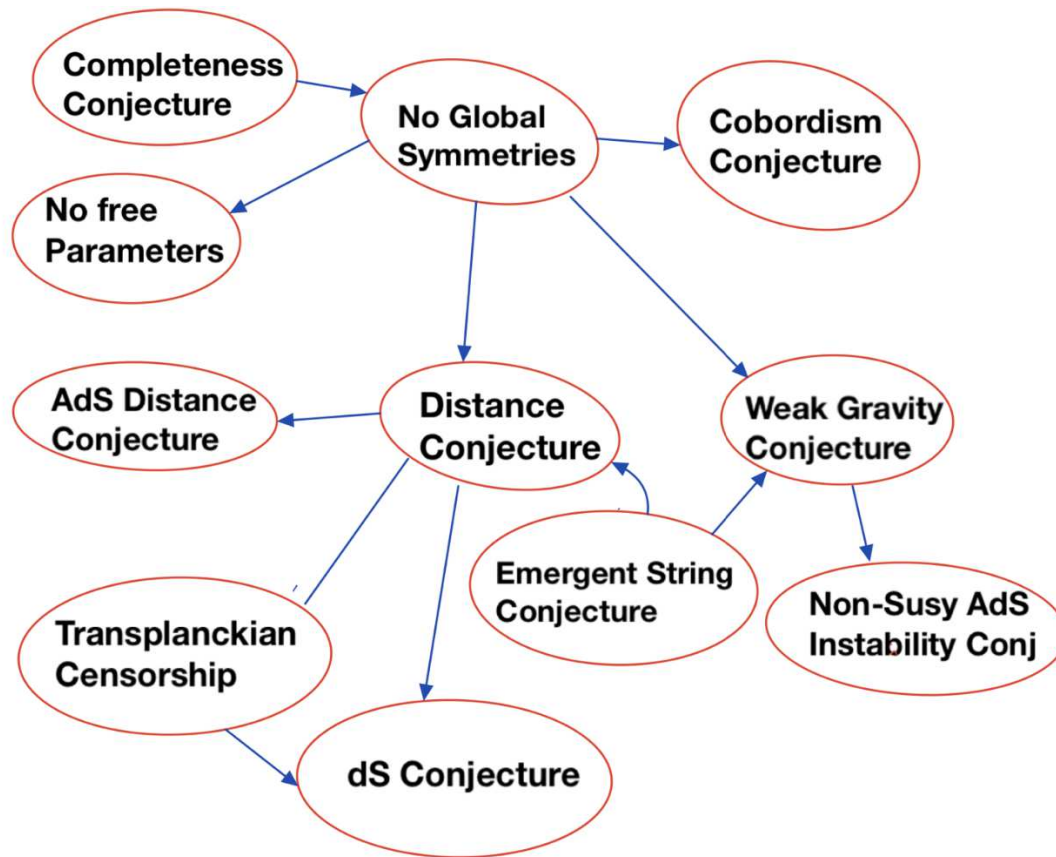 Completeness
Conjecture
No Global
Symmetries
Cobordism
Conjecture
No free
Parameters
AdS Distance
Conjecture
Distance
Conjecture
Weak Gravity
Conjecture
Emergent String
Conjecture
Non-Susy AdS
Instability Conj
Transplanckian
Censorship
dS Conjecture